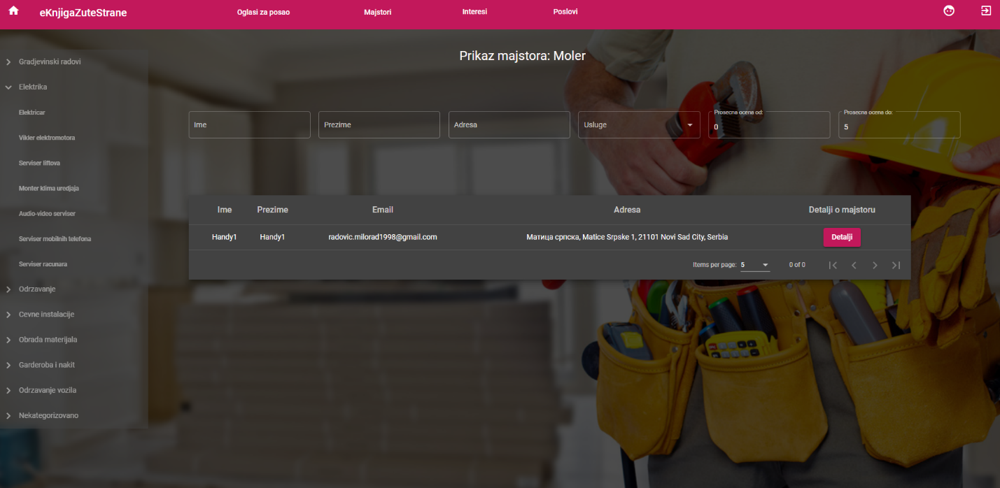 eKnjigaZuteStrane Oglasi za posao Majstori Interesi Poslovi
Prikaz majstora: Moler
Gradjevinski radovi
Elektrika
Elektricar
Vikler elektromotora
Serviser liftova
Monter klima uredjaja
Audio-video serviser
Serviser mobilnih telefona
Serviser racunara
Odrzavanje
Cevne instalacije
Obrada materijala
Garderoba i nakit
Odrzavanje vozila
Nekategorizovano
Prosecna ocena od: Prosecna ocena do:
Ime Prezime Adresa Usluge 0 5
Ime Prezime Email Adresa Detalji o majstoru
Handy1 Handy1 radovic.milorad1998@gmail.com Матица српска, Matice Srpske 1, 21101 Novi Sad City, Serbia Detalji
Items per page: 5 0 of 0